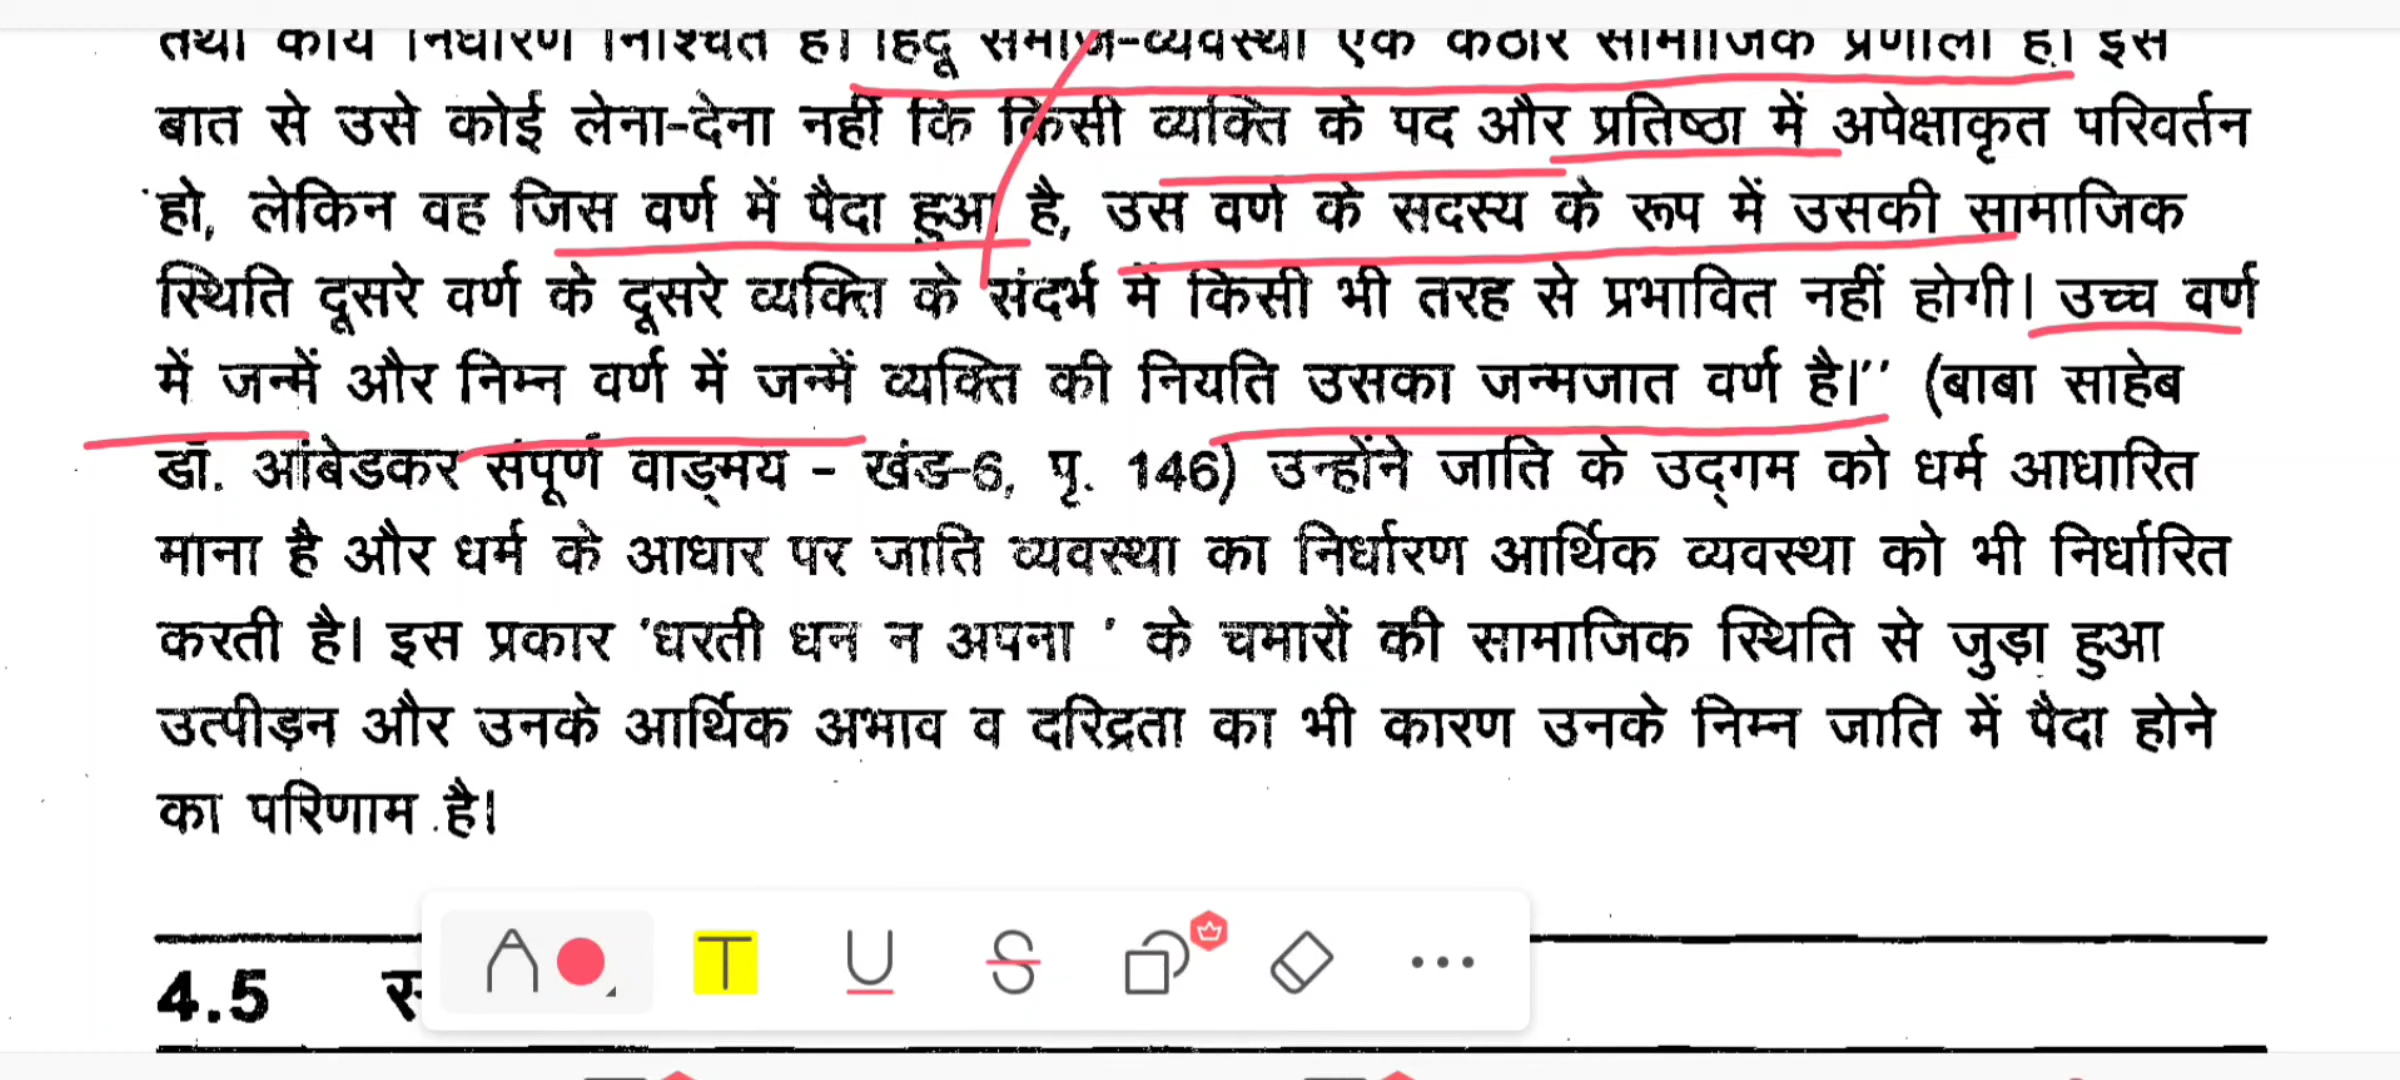 तथा कार्य निर्धारण निश्चित है। हिंदू समाज-व्यवस्था एक कठोर सामाजिक प्रणाली है। इस
बात से उसे कोई लेना-देना नहीं कि किसी व्यक्ति के पद और प्रतिष्ठा में अपेक्षाकृत परिवर्तन
हो, लेकिन वह जिस वर्ण में पैदा हुआ है, उस वर्ण के सदस्य के रूप में उसकी सामाजिक
स्थिति दूसरे वर्ण के दूसरे व्यक्ति के संदर्भ में किसी भी तरह से प्रभावित नहीं होगी। उच्च वर्ण
में जन्में और निम्न वर्ण में जन्में व्यक्ति की नियति उसका जन्मजात वर्ण है।'' (बाबा साहेब
डॉ. आंबेडकर संपूर्ण वाड्मय - खंड-6, पृ. 146) उन्होंने जाति के उद्गम को धर्म आधारित
माना है और धर्म के आधार पर जाति व्यवस्था का निर्धारण आर्थिक व्यवस्था को भी निर्धारित
करती है। इस प्रकार 'धरती धन न अपना ' के चमारों की सामाजिक स्थिति से जुड़ा हुआ
उत्पीड़न और उनके आर्थिक अभाव व दरिद्रता का भी कारण उनके निम्न जाति में पैदा होने
का परिणाम है।
4.5